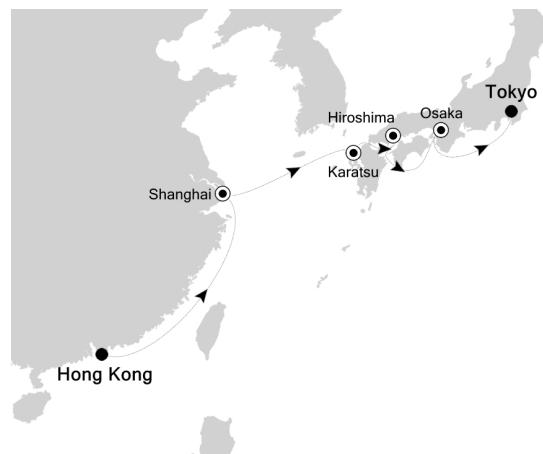 Tokyo
Osaka
Hiroshima
Karatsu
Shanghai
Hong Kong